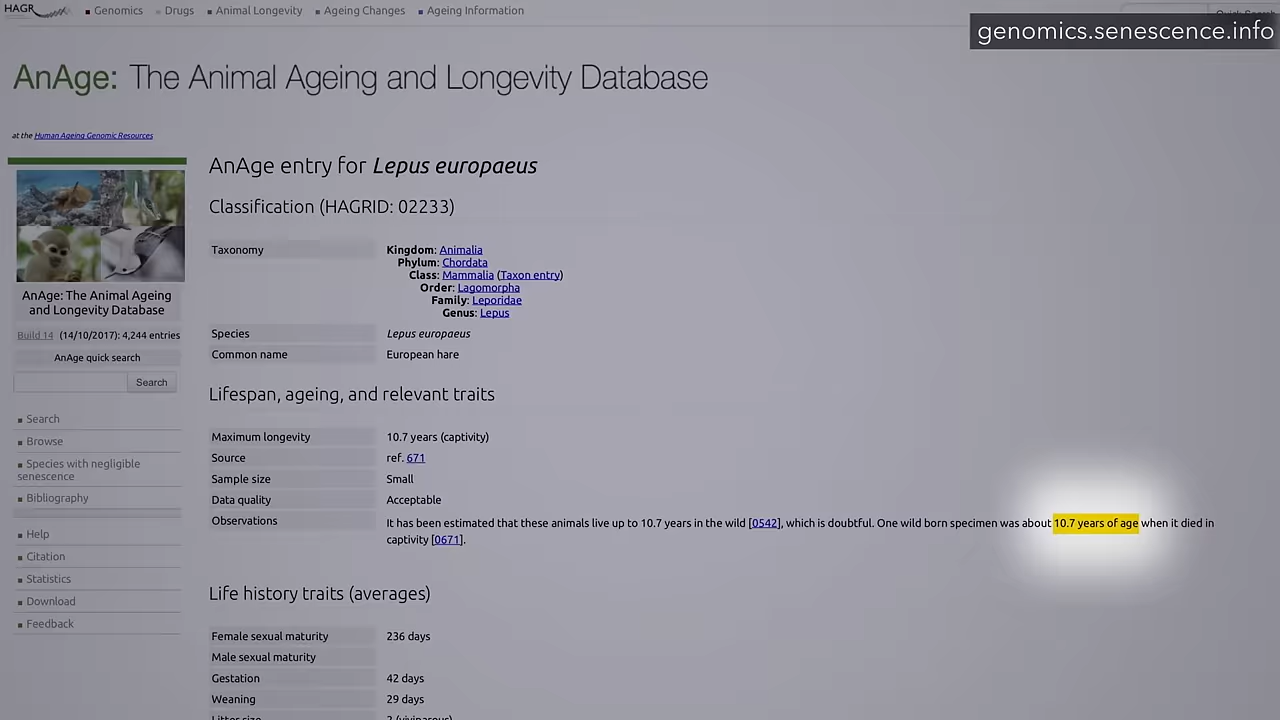 HAGR
Genomics
Drugs
Animal Longevity
Ageing Changes
Ageing Information
Quick Search
genomics.senescence.info
AnAge: The Animal Ageing and Longevity Database
at the Human Ageing Genomic Resources
AnAge entry for Lepus europaeus
Classification (HAGRID: 02233)
Taxonomy
Kingdom: Animalia
Phylum: Chordata
Class: Mammalia (Taxon entry)
Order: Lagomorpha
Family: Leporidae
Genus: Lepus
Species Lepus europaeus
Common name European hare
AnAge: The Animal Ageing
and Longevity Database
Build 14 (14/10/2017): 4,244 entries
AnAge quick search
Search
Search
Browse
Species with negligible
senescence
Bibliography
Help
Citation
Statistics
Download
Feedback
Lifespan, ageing, and relevant traits
Maximum longevity 10.7 years (captivity)
Source ref. 671
Sample size Small
Data quality Acceptable
Observations It has been estimated that these animals live up to 10.7 years in the wild [0542], which is doubtful. One wild born specimen was about 10.7 years of age when it died in
captivity [0671].
Life history traits (averages)
Female sexual maturity 236 days
Male sexual maturity
Gestation 42 days
Weaning 29 days
Litter size 2 (viviparous)